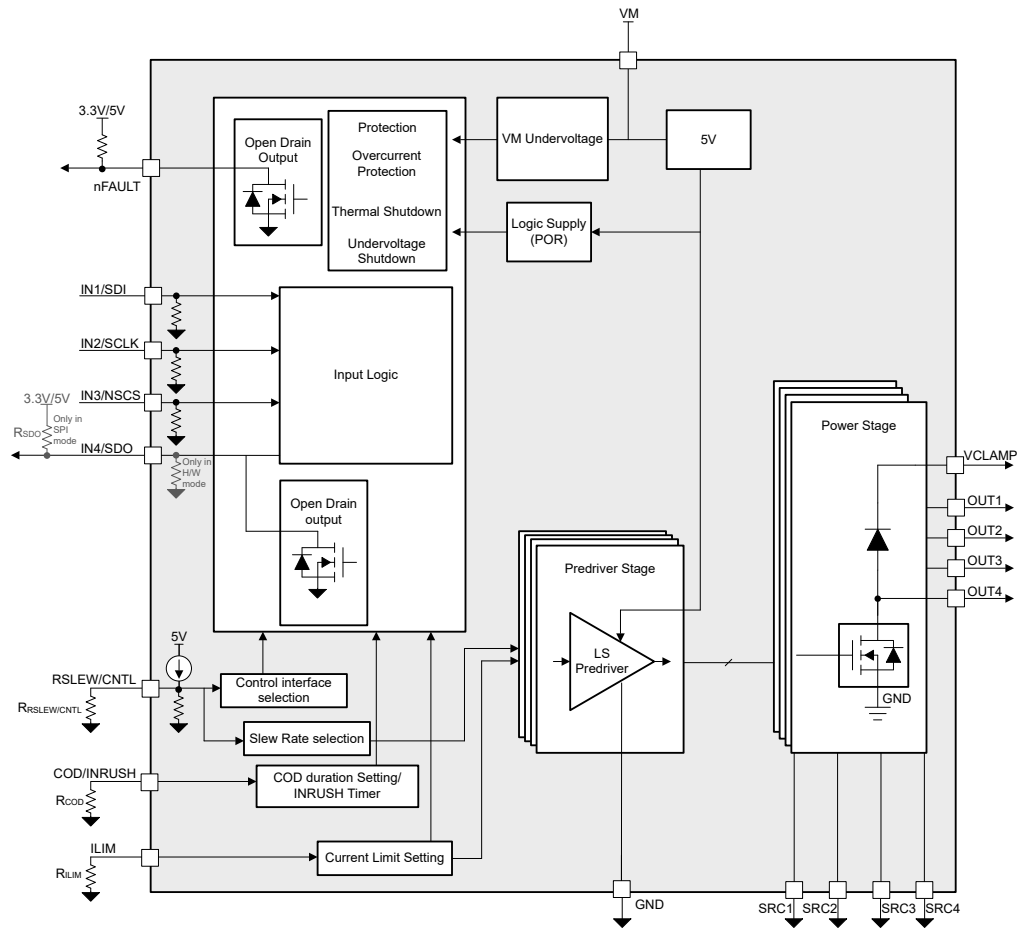 VM
3.3V/5V
nFAULT
Open Drain
Output
Protection
Overcurrent
Protection
Thermal Shutdown
Undervoltage
Shutdown
VM Undervoltage
5V
Logic Supply
(POR)
IN1/SDI
IN2/SCLK
IN3/NSCS
3.3V/5V
RSDO
Only in
SPI
mode
IN4/SDO
Only in
H/W
mode
Input Logic
Open Drain
output
Power Stage
VCLAMP
OUT1
OUT2
OUT3
OUT4
GND
Predriver Stage
LS
Predriver
5V
RSLEW/CNTL
RRSLEW/CNTL
Control interface
selection
Slew Rate selection
COD/INRUSH
RCOD
COD duration Setting/
INRUSH Timer
ILIM
RILIM
Current Limit Setting
GND
SRC1
SRC2
SRC3
SRC4